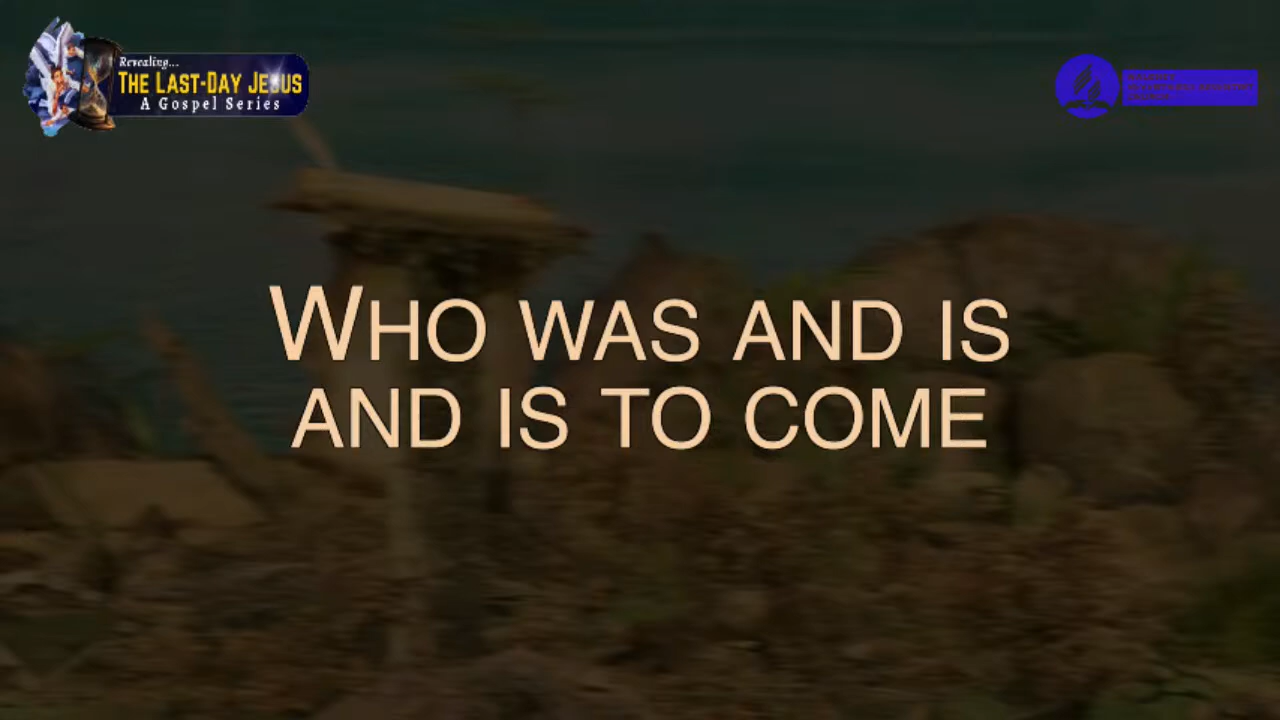 Revealing...
THE LAST-DAY JESUS
A Gospel Series
WHO WAS AND IS
AND IS TO COME